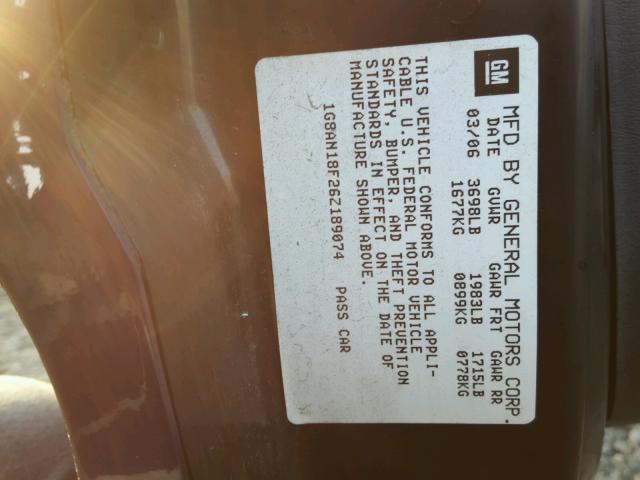 GM
MFD BY GENERAL MOTORS CORP.
DATE GVWR GAWR FRT GAWR RR
03/06 3698LB 1983LB 1715LB
1677KG 0899KG 0778KG
THIS VEHICLE CONFORMS TO ALL APPLI-
CABLE U.S. FEDERAL MOTOR VEHICLE
SAFETY, BUMPER, AND THEFT PREVENTION
STANDARDS IN EFFECT ON THE DATE OF
MANUFACTURE SHOWN ABOVE.
1G8AN18F26Z189074 PASS CAR